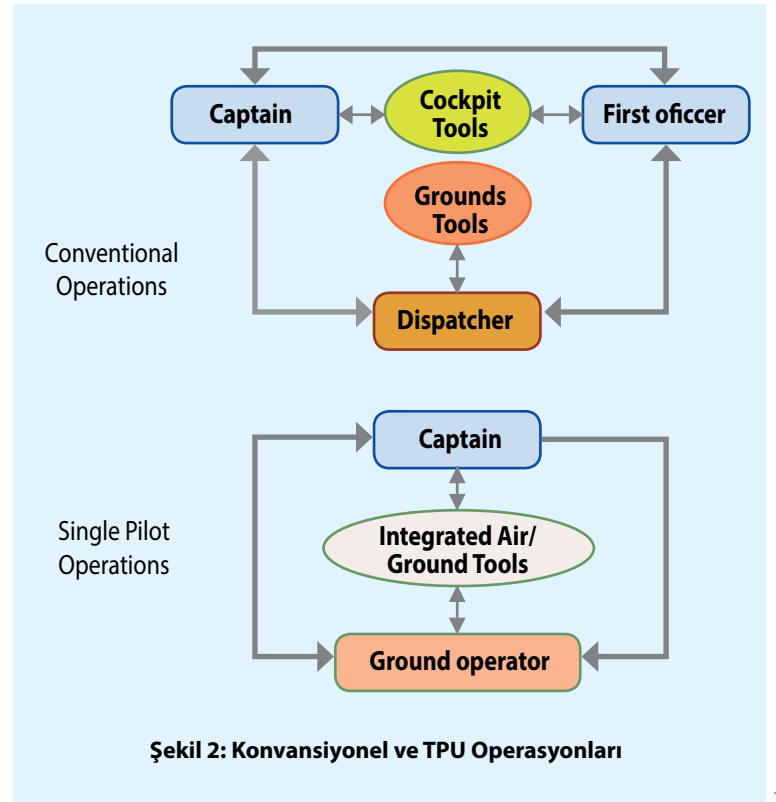 Captain
Cockpit
Tools
First oficcer
Grounds
Tools
Conventional
Operations
Dispatcher
Captain
Single Pilot
Operations
Integrated Air/
Ground Tools
Ground operator
Şekil 2: Konvansiyonel ve TPU Operasyonları